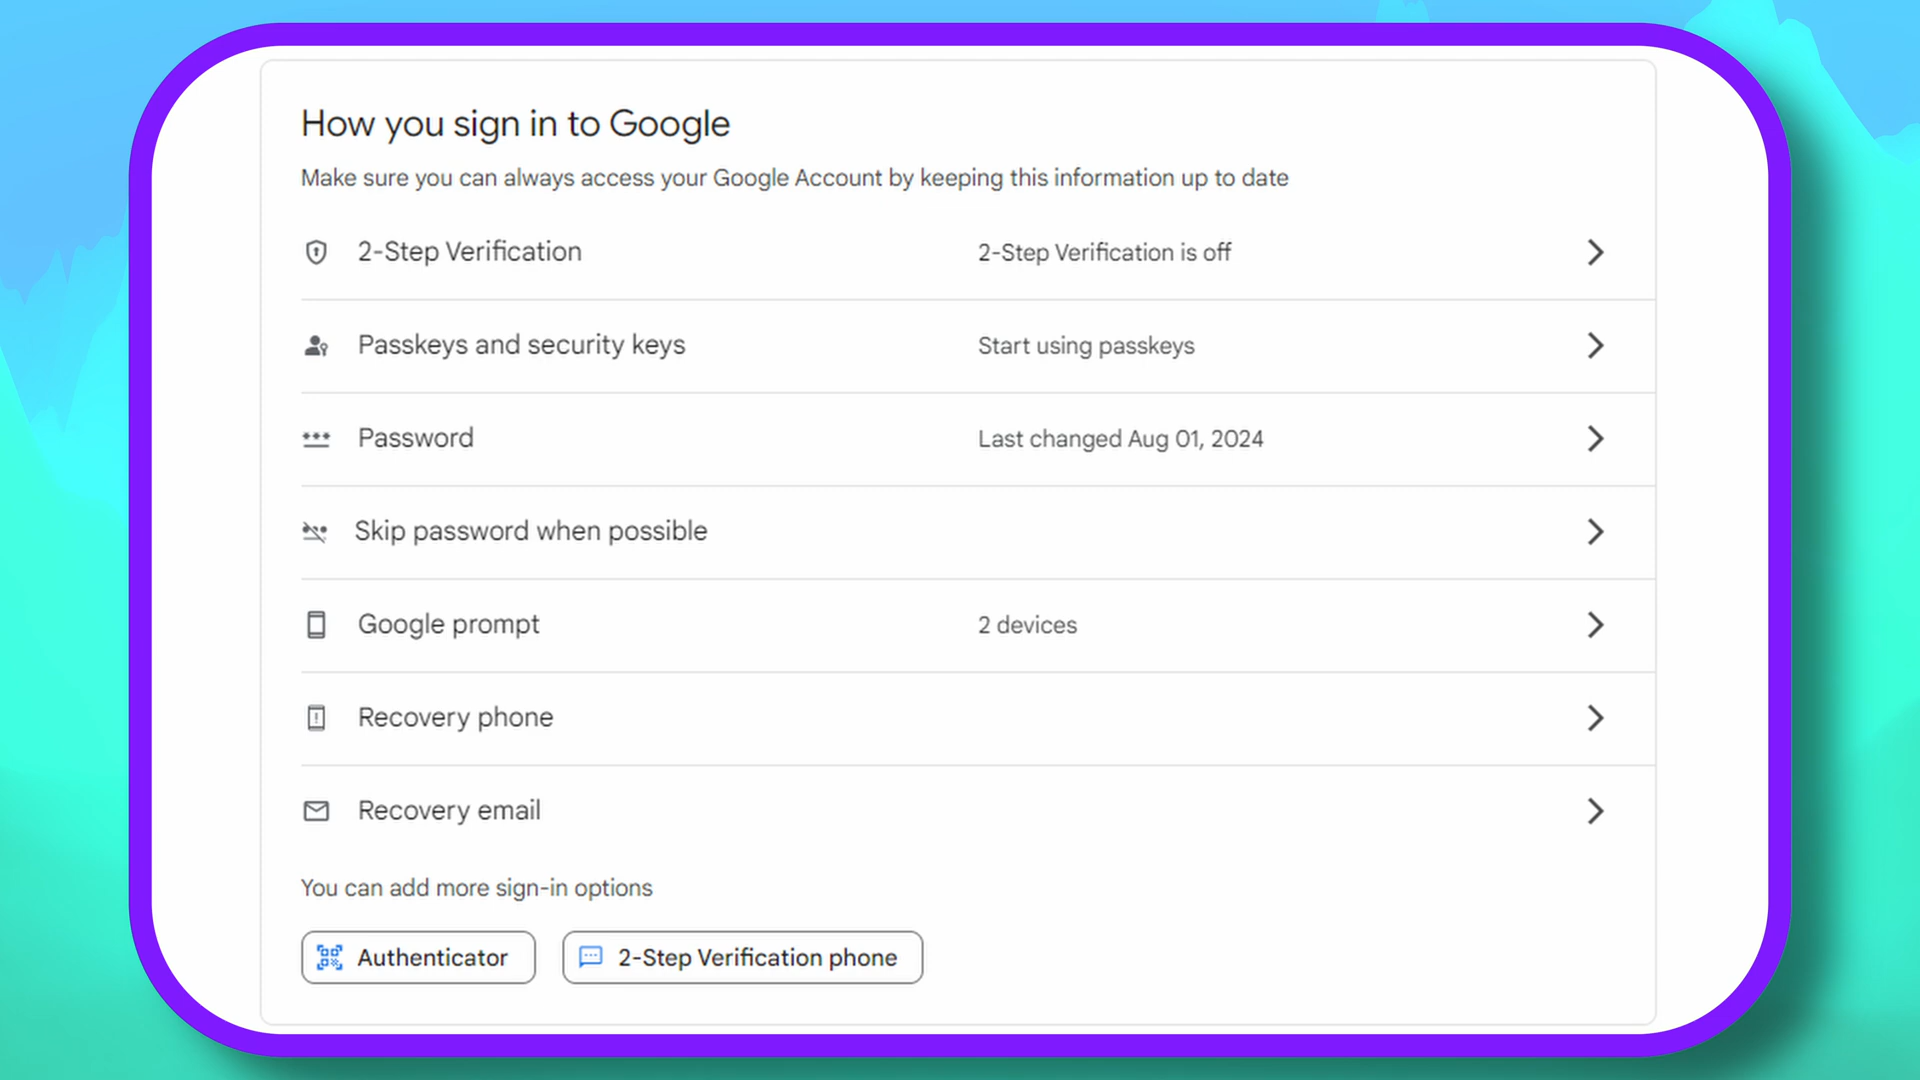 How you sign in to Google
Make sure you can always access your Google Account by keeping this information up to date
2-Step Verification 2-Step Verification is off
Passkeys and security keys Start using passkeys
Password Last changed Aug 01, 2024
Skip password when possible
Google prompt 2 devices
Recovery phone
Recovery email
You can add more sign-in options
Authenticator 2-Step Verification phone